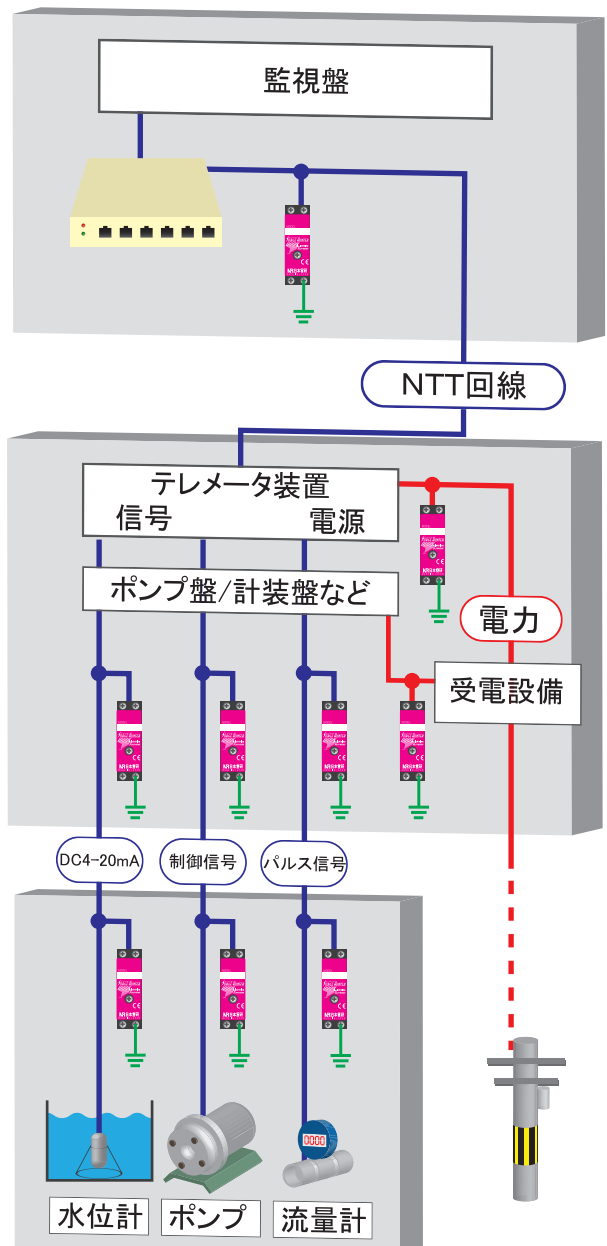 監視盤
NTT回線
テレメータ装置
信号 電源
ポンプ盤/計装盤など
電力
受電設備
DC4-20mA
制御信号
パルス信号
0000
水位計
ポンプ
流量計